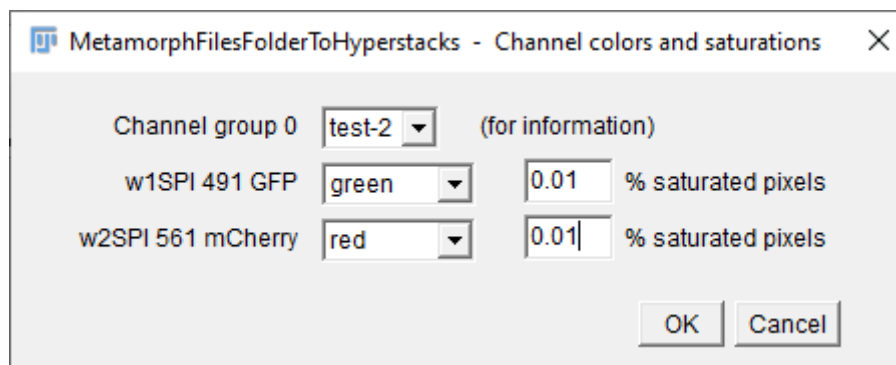 MetamorphFilesFolderToHyperstacks - Channel colors and saturations
Channel group 0 test-2 (for information)
w1SPI 491 GFP green 0.01 % saturated pixels
w2SPI 561 mCherry red 0.01 % saturated pixels
OK Cancel